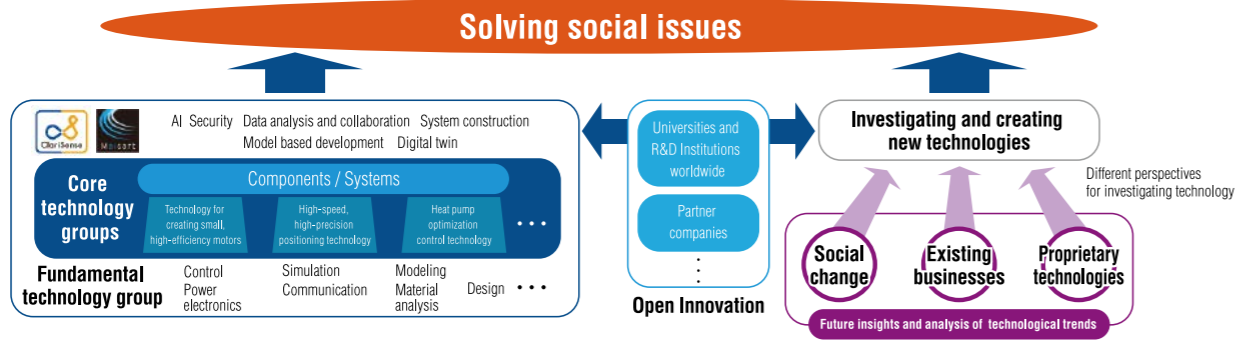 Solving social issues
ClariSense
Maisart
AI Security Data analysis and collaboration System construction
Model based development Digital twin
Core
technology
groups
Components / Systems
Technology for
creating small,
high-efficiency motors
High-speed,
high-precision
positioning technology
Heat pump
optimization
control technology
• • •
Fundamental
technology group
Control
Power
electronics
Simulation
Communication
Modeling
Material
analysis
Design • • •
Universities and
R&D Institutions
worldwide
Partner
companies
Open Innovation
Investigating and creating
new technologies
Different perspectives
for investigating technology
Social
change
Existing
businesses
Proprietary
technologies
Future insights and analysis of technological trends